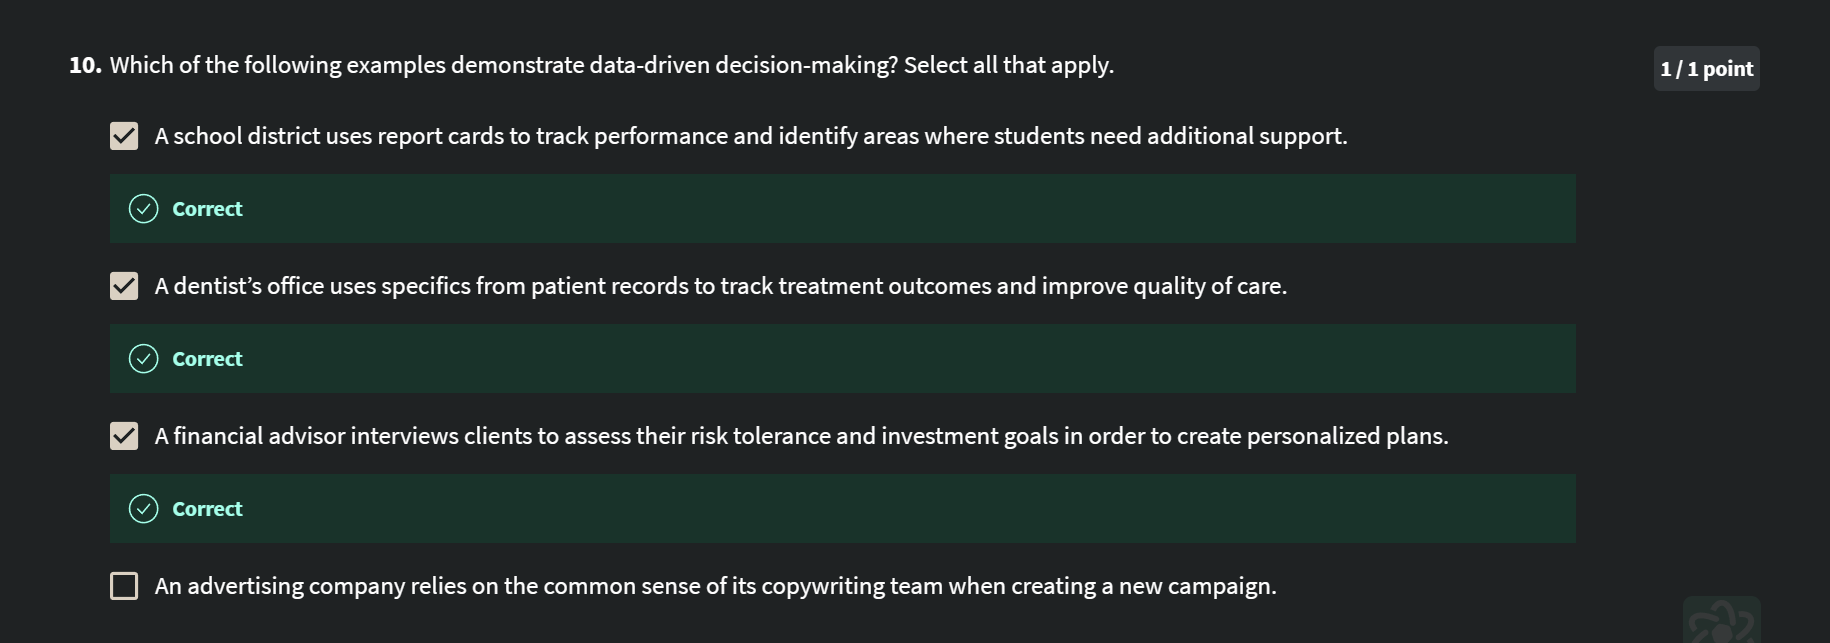 10. Which of the following examples demonstrate data-driven decision-making? Select all that apply.
1 / 1 point
A school district uses report cards to track performance and identify areas where students need additional support.
Correct
A dentist’s office uses specifics from patient records to track treatment outcomes and improve quality of care.
Correct
A financial advisor interviews clients to assess their risk tolerance and investment goals in order to create personalized plans.
Correct
An advertising company relies on the common sense of its copywriting team when creating a new campaign.